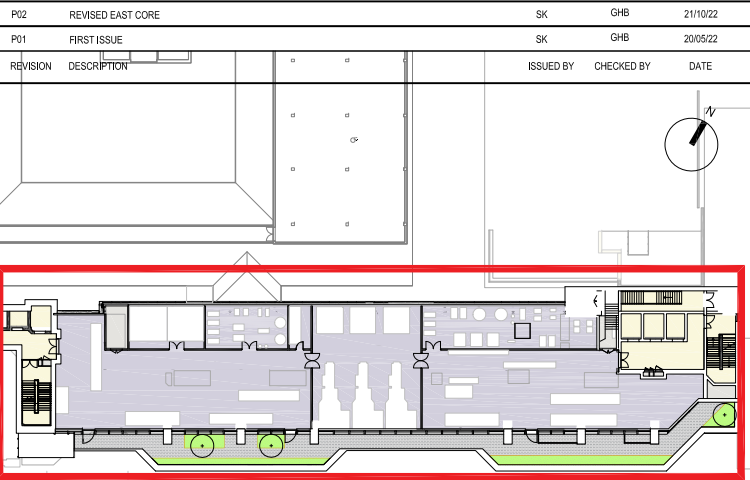 P02 REVISED EAST CORE SK GHB 21/10/22
P01 FIRST ISSUE SK GHB 20/05/22
REVISION DESCRIPTION ISSUED BY CHECKED BY DATE
N